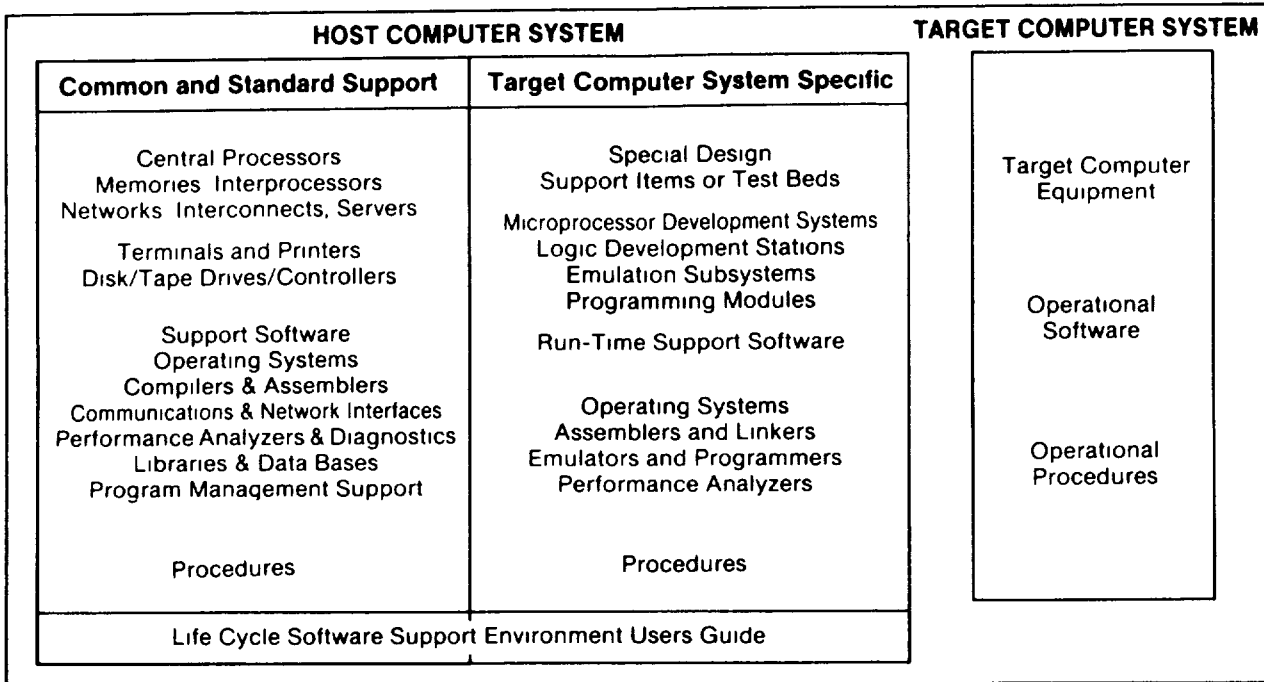 HOST COMPUTER SYSTEM
Common and Standard Support
Central Processors
Memories Interprocessors
Networks Interconnects, Servers
Terminals and Printers
Disk/Tape Drives/Controllers
Support Software
Operating Systems
Compilers & Assemblers
Communications & Network Interfaces
Performance Analyzers & Diagnostics
Libraries & Data Bases
Program Management Support
Procedures
Target Computer System Specific
Special Design
Support Items or Test Beds
Microprocessor Development Systems
Logic Development Stations
Emulation Subsystems
Programming Modules
Run-Time Support Software
Operating Systems
Assemblers and Linkers
Emulators and Programmers
Performance Analyzers
Procedures
Life Cycle Software Support Environment Users Guide
TARGET COMPUTER SYSTEM
Target Computer
Equipment
Operational
Software
Operational
Procedures